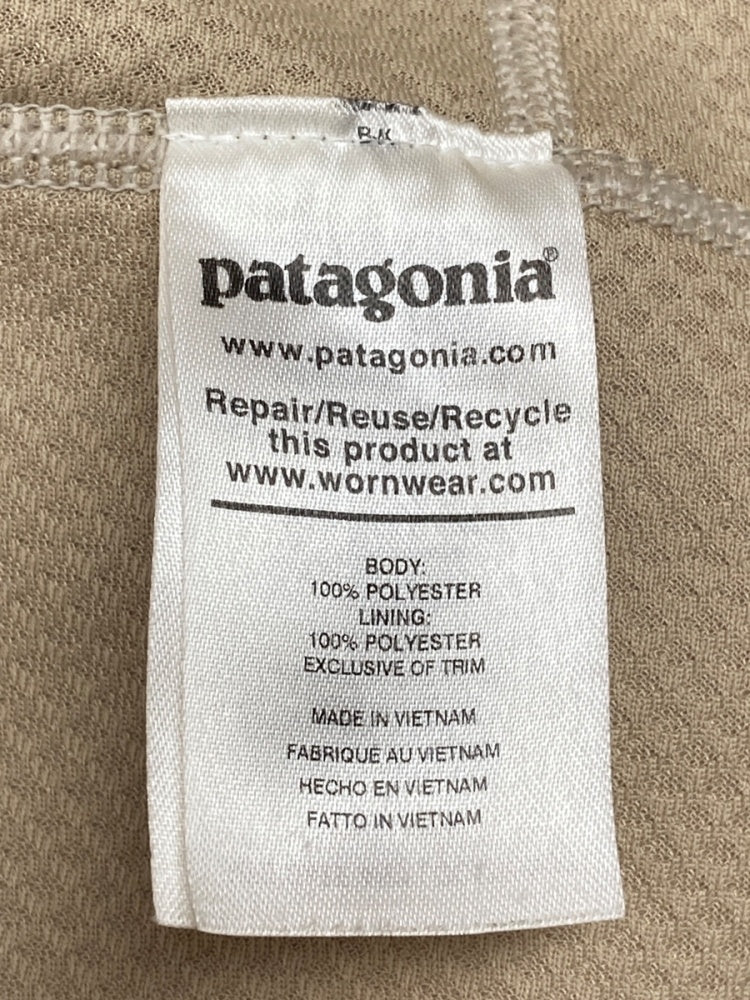 patagonia®
www.patagonia.com
Repair/Reuse/Recycle
this product at
www.wornwear.com
BODY:
100% POLYESTER
LINING:
100% POLYESTER
EXCLUSIVE OF TRIM
MADE IN VIETNAM
FABRIQUE AU VIETNAM
HECHO EN VIETNAM
FATTO IN VIETNAM